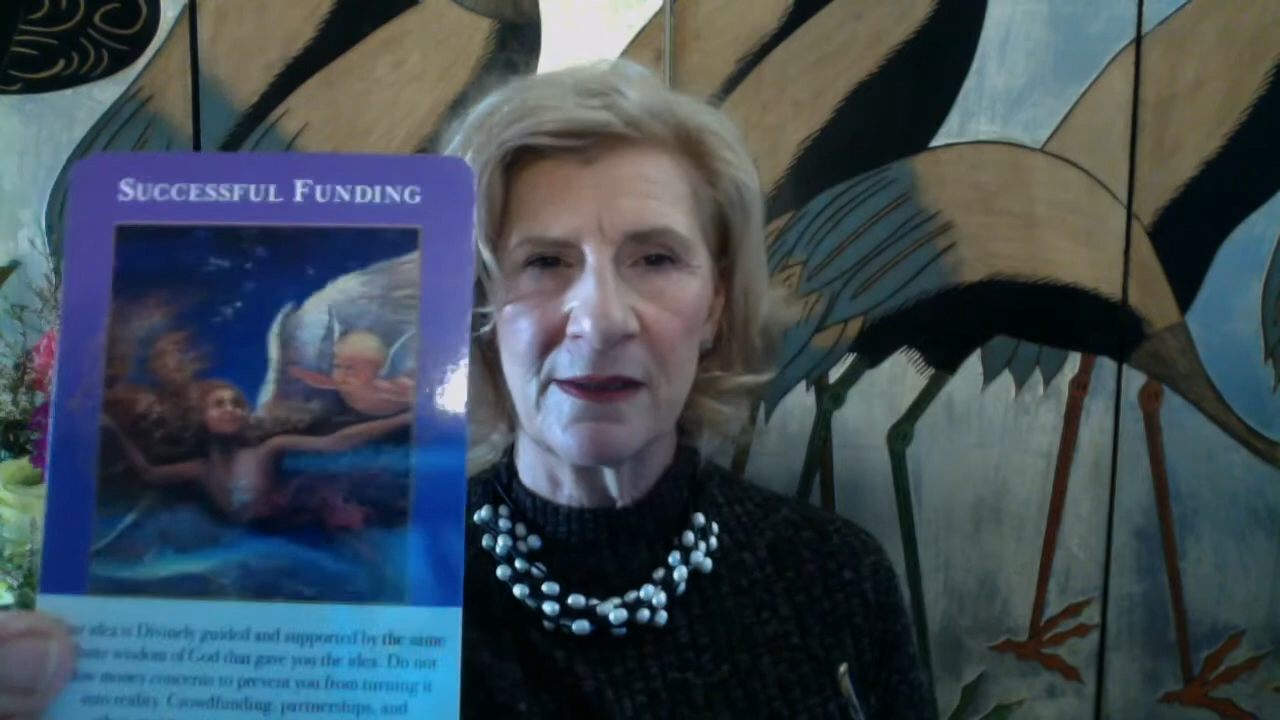 SUCCESSFUL FUNDING
idea is Divinely guided and supported by the same
wisdom of God that gave you the idea. Do not
money concerns to prevent you from turning it
into reality. Crowdfunding, partnerships, and